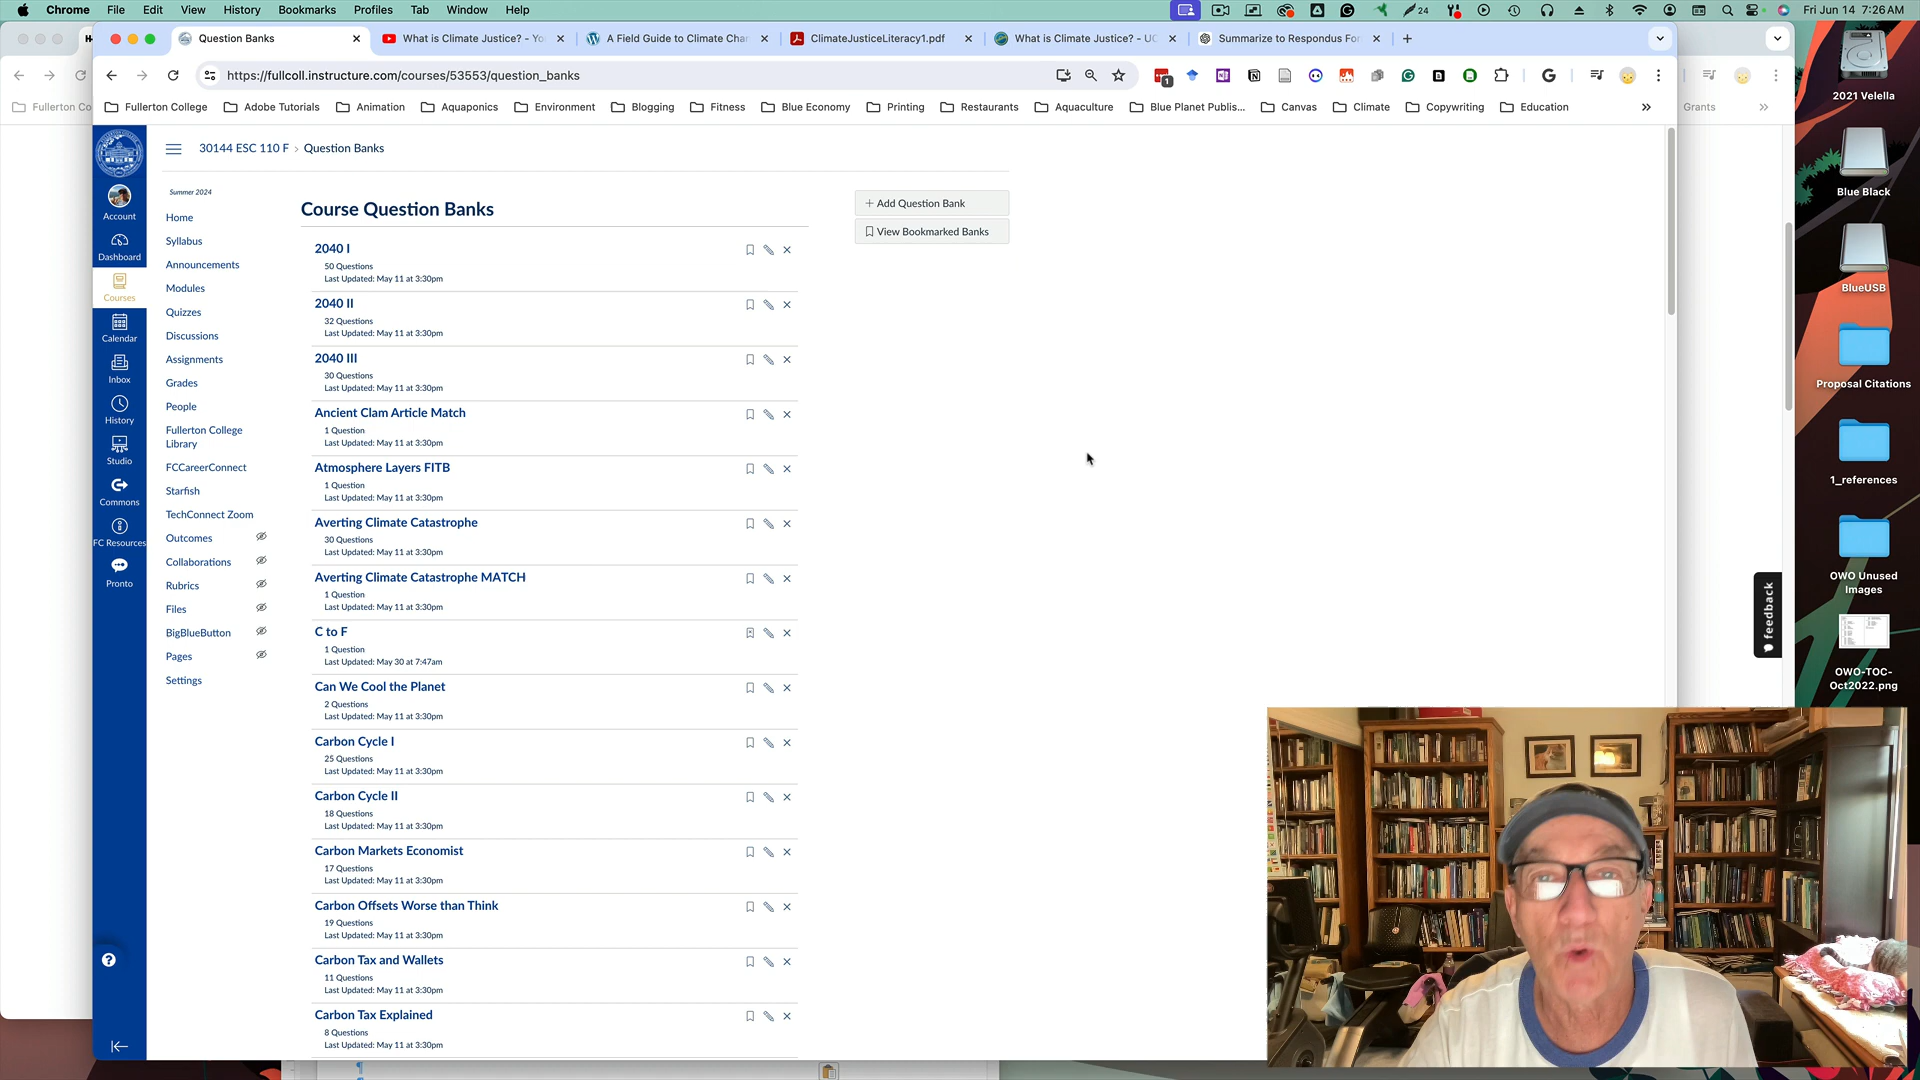 Chrome File Edit View History Bookmarks Profiles Tab Window Help
24
Fri Jun 14 7:26 AM
Question Banks
What is Climate Justice? - Yo
A Field Guide to Climate Cha
ClimateJusticeLiteracy1.pdf
What is Climate Justice? - UC
Summarize to Respondus For
https://fullcoll.instructure.com/courses/53553/question_banks
1
Fullerton Co
Fullerton College
Adobe Tutorials
Animation
Aquaponics
Environment
Blogging
Fitness
Blue Economy
Printing
Restaurants
Aquaculture
Blue Planet Publis...
Canvas
Climate
Copywriting
Education
Grants
30144 ESC 110 F > Question Banks
Account
Dashboard
Courses
Calendar
Inbox
History
Studio
Commons
FC Resources
Pronto
Summer 2024
Home
Syllabus
Announcements
Modules
Quizzes
Discussions
Assignments
Grades
People
Fullerton College
Library
FCCareerConnect
Starfish
TechConnect Zoom
Outcomes
Collaborations
Rubrics
Files
BigBlueButton
Pages
Settings
Course Question Banks
+ Add Question Bank
View Bookmarked Banks
2040 I
50 Questions
Last Updated: May 11 at 3:30pm
2040 II
32 Questions
Last Updated: May 11 at 3:30pm
2040 III
30 Questions
Last Updated: May 11 at 3:30pm
Ancient Clam Article Match
1 Question
Last Updated: May 11 at 3:30pm
Atmosphere Layers FITB
1 Question
Last Updated: May 11 at 3:30pm
Averting Climate Catastrophe
30 Questions
Last Updated: May 11 at 3:30pm
Averting Climate Catastrophe MATCH
1 Question
Last Updated: May 11 at 3:30pm
C to F
1 Question
Last Updated: May 30 at 7:47am
Can We Cool the Planet
2 Questions
Last Updated: May 11 at 3:30pm
Carbon Cycle I
25 Questions
Last Updated: May 11 at 3:30pm
Carbon Cycle II
18 Questions
Last Updated: May 11 at 3:30pm
Carbon Markets Economist
17 Questions
Last Updated: May 11 at 3:30pm
Carbon Offsets Worse than Think
19 Questions
Last Updated: May 11 at 3:30pm
Carbon Tax and Wallets
11 Questions
Last Updated: May 11 at 3:30pm
Carbon Tax Explained
8 Questions
Last Updated: May 11 at 3:30pm
feedback
2021 Velella
Blue Black
BlueUSB
Proposal Citations
1_references
OWO Unused
Images
OWO-TOC-
Oct2022.png